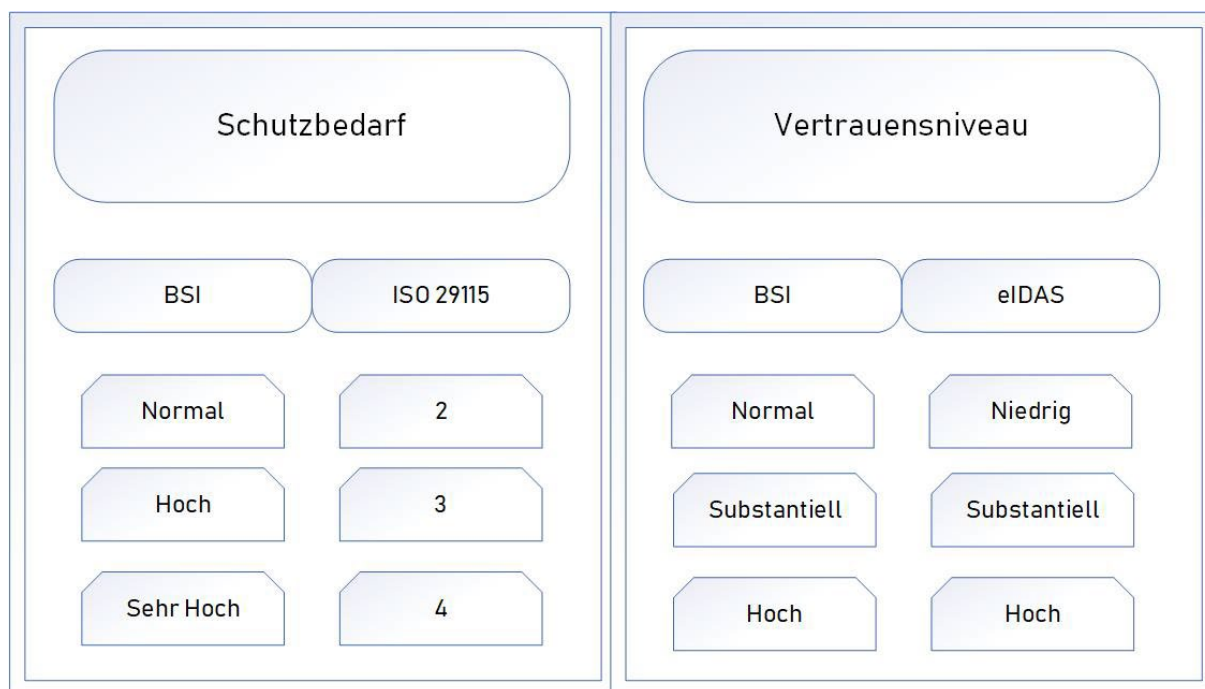 Schutzbedarf
Vertrauensniveau
BSI
ISO 29115
BSI
eIDAS
Normal
2
Normal
Niedrig
Hoch
3
Substantiell
Substantiell
Sehr Hoch
4
Hoch
Hoch